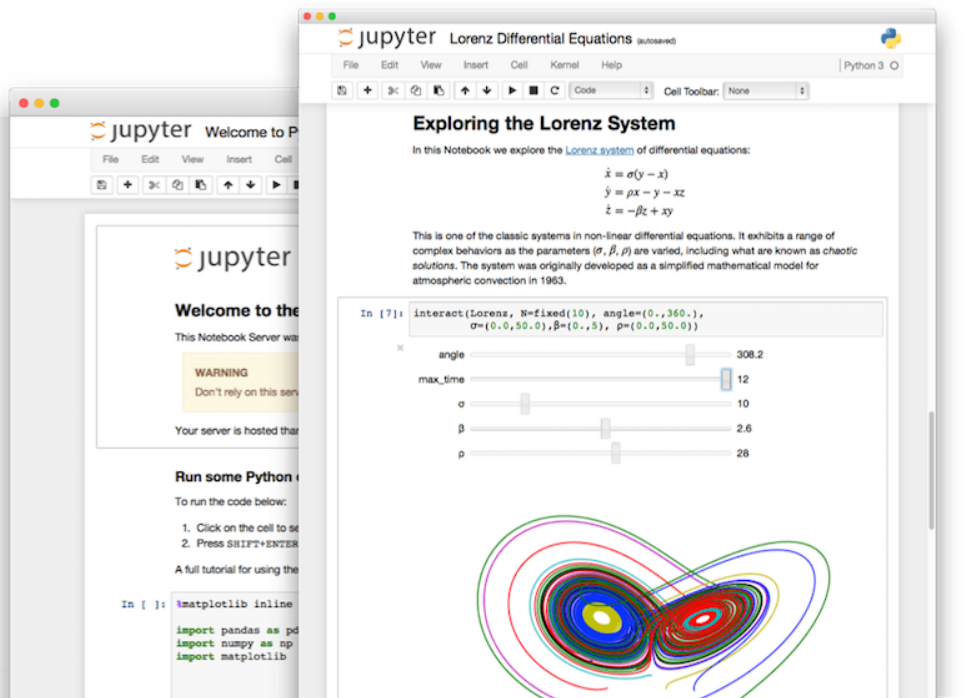 jupyter Lorenz Differential Equations (autosaved)
File Edit View Insert Cell Kernel Help Python 3
Code Cell Toolbar: None
Exploring the Lorenz System
In this Notebook we explore the Lorenz system of differential equations:
ẋ = σ(y − x)
ẏ = ρx − y − xz
ż = −βz + xy
This is one of the classic systems in non-linear differential equations. It exhibits a range of
complex behaviors as the parameters (σ, β, ρ) are varied, including what are known as chaotic
solutions. The system was originally developed as a simplified mathematical model for
atmospheric convection in 1963.
In [7]: interact(Lorenz, N=fixed(10), angle=(0.,360.),
σ=(0.0,50.0),β=(0.,5), ρ=(0.0,50.0))
× angle 308.2
max_time 12
σ 10
β 2.6
ρ 28
jupyter Welcome to P
File Edit View Insert Cell
jupyter
Welcome to the
This Notebook Server was
WARNING
Don't rely on this serv
Your server is hosted than
Run some Python
To run the code below:
1. Click on the cell to se
2. Press SHIFT+ENTER
A full tutorial for using the
In [ ]: %matplotlib inline
import pandas as pd
import numpy as np
import matplotlib